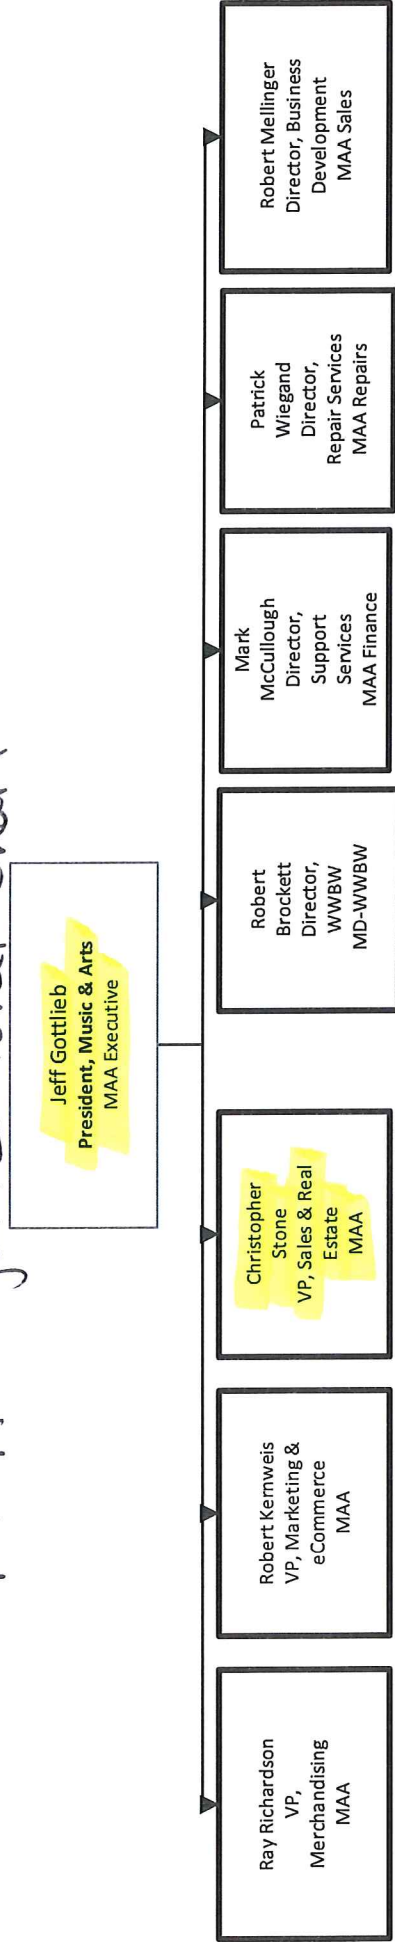 Jeff Gottlieb
President, Music & Arts
MAA Executive
Ray Richardson
VP,
Merchandising
MAA
Robert Kernweis
VP, Marketing &
eCommerce
MAA
Christopher
Stone
VP, Sales & Real
Estate
MAA
Robert
Brockett
Director,
WWBW
MD-WWBW
Mark
McCullough
Director,
Support
Services
MAA Finance
Patrick
Wiegand
Director,
Repair Services
MAA Repairs
Robert Mellinger
Director, Business
Development
MAA Sales